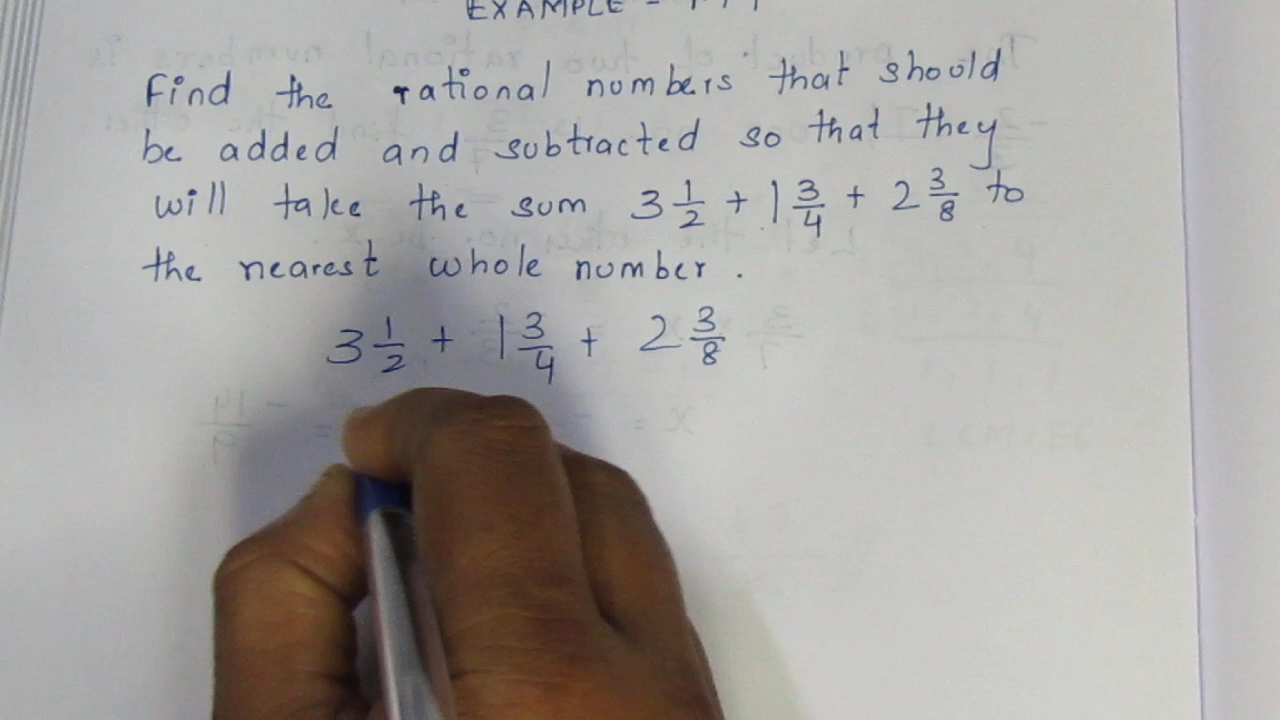 EXAMPLE -
Find the rational numbers that should
be added and subtracted so that they
will take the sum 3 1/2 + 1 3/4 + 2 3/8 to
the nearest whole number .
3 1/2 + 1 3/4 + 2 3/8